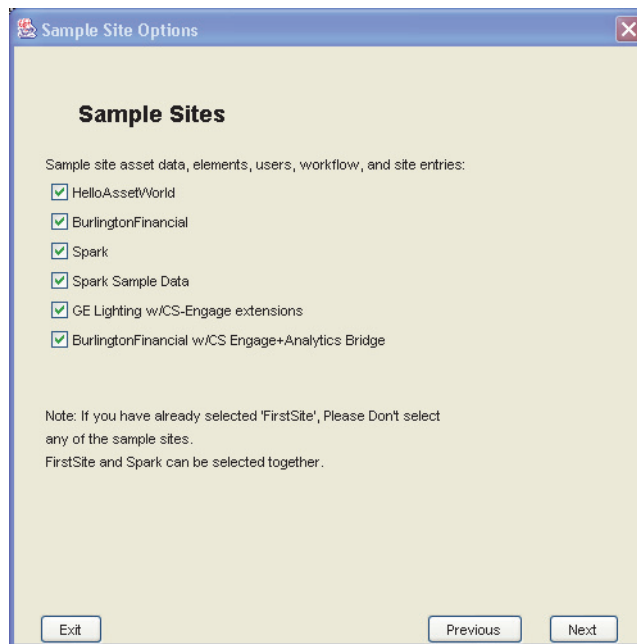 Sample Site Options
Sample Sites
Sample site asset data, elements, users, workflow, and site entries:
HelloAssetWorld
BurlingtonFinancial
Spark
Spark Sample Data
GE Lighting w/CS-Engage extensions
BurlingtonFinancial w/CS Engage+Analytics Bridge
Note: If you have already selected 'FirstSite', Please Don't select
any of the sample sites.
FirstSite and Spark can be selected together.
Exit
Previous
Next